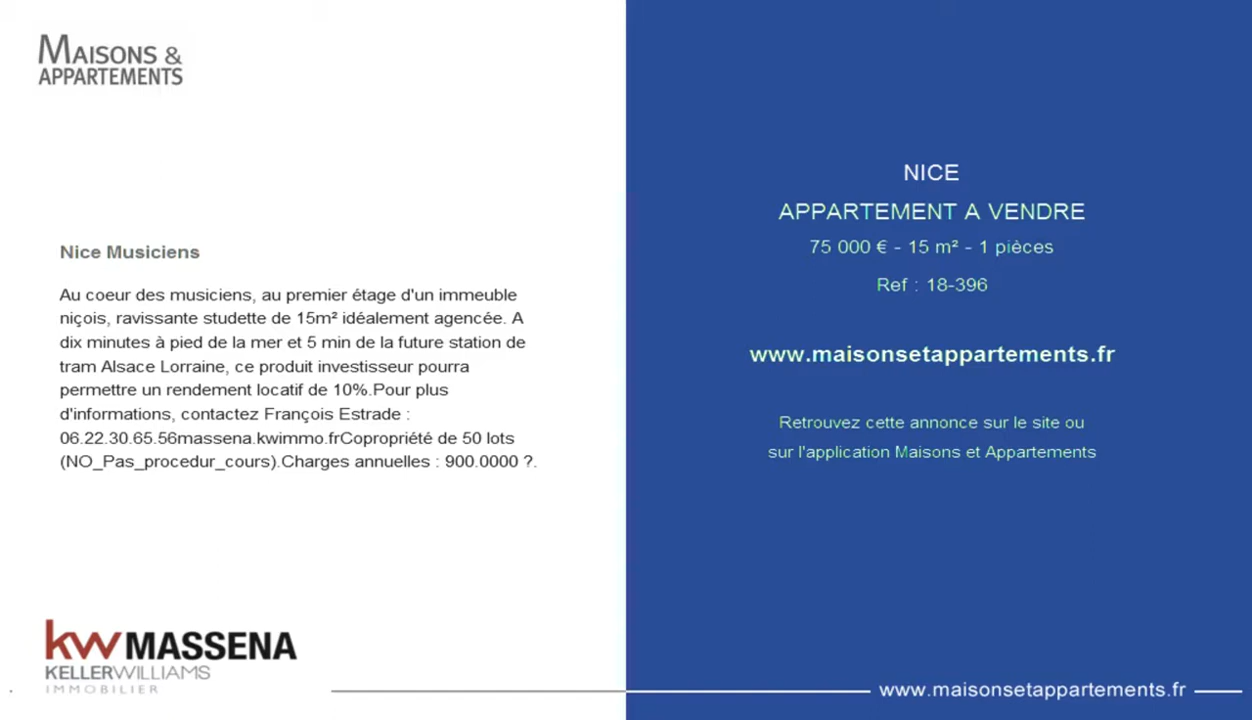 MAISONS &
APPARTEMENTS
Nice Musiciens
Au coeur des musiciens, au premier étage d'un immeuble
niçois, ravissante studette de 15m² idéalement agencée. A
dix minutes à pied de la mer et 5 min de la future station de
tram Alsace Lorraine, ce produit investisseur pourra
permettre un rendement locatif de 10%.Pour plus
d'informations, contactez François Estrade :
06.22.30.65.56massena.kwimmo.frCopropriété de 50 lots
(NO_Pas_procedur_cours).Charges annuelles : 900.0000 ?.
kwMASSENA
KELLERWILLIAMS
IMMOBILIER
NICE
APPARTEMENT A VENDRE
75 000 € - 15 m² - 1 pièces
Ref : 18-396
www.maisonsetappartements.fr
Retrouvez cette annonce sur le site ou
sur l'application Maisons et Appartements
www.maisonsetappartements.fr